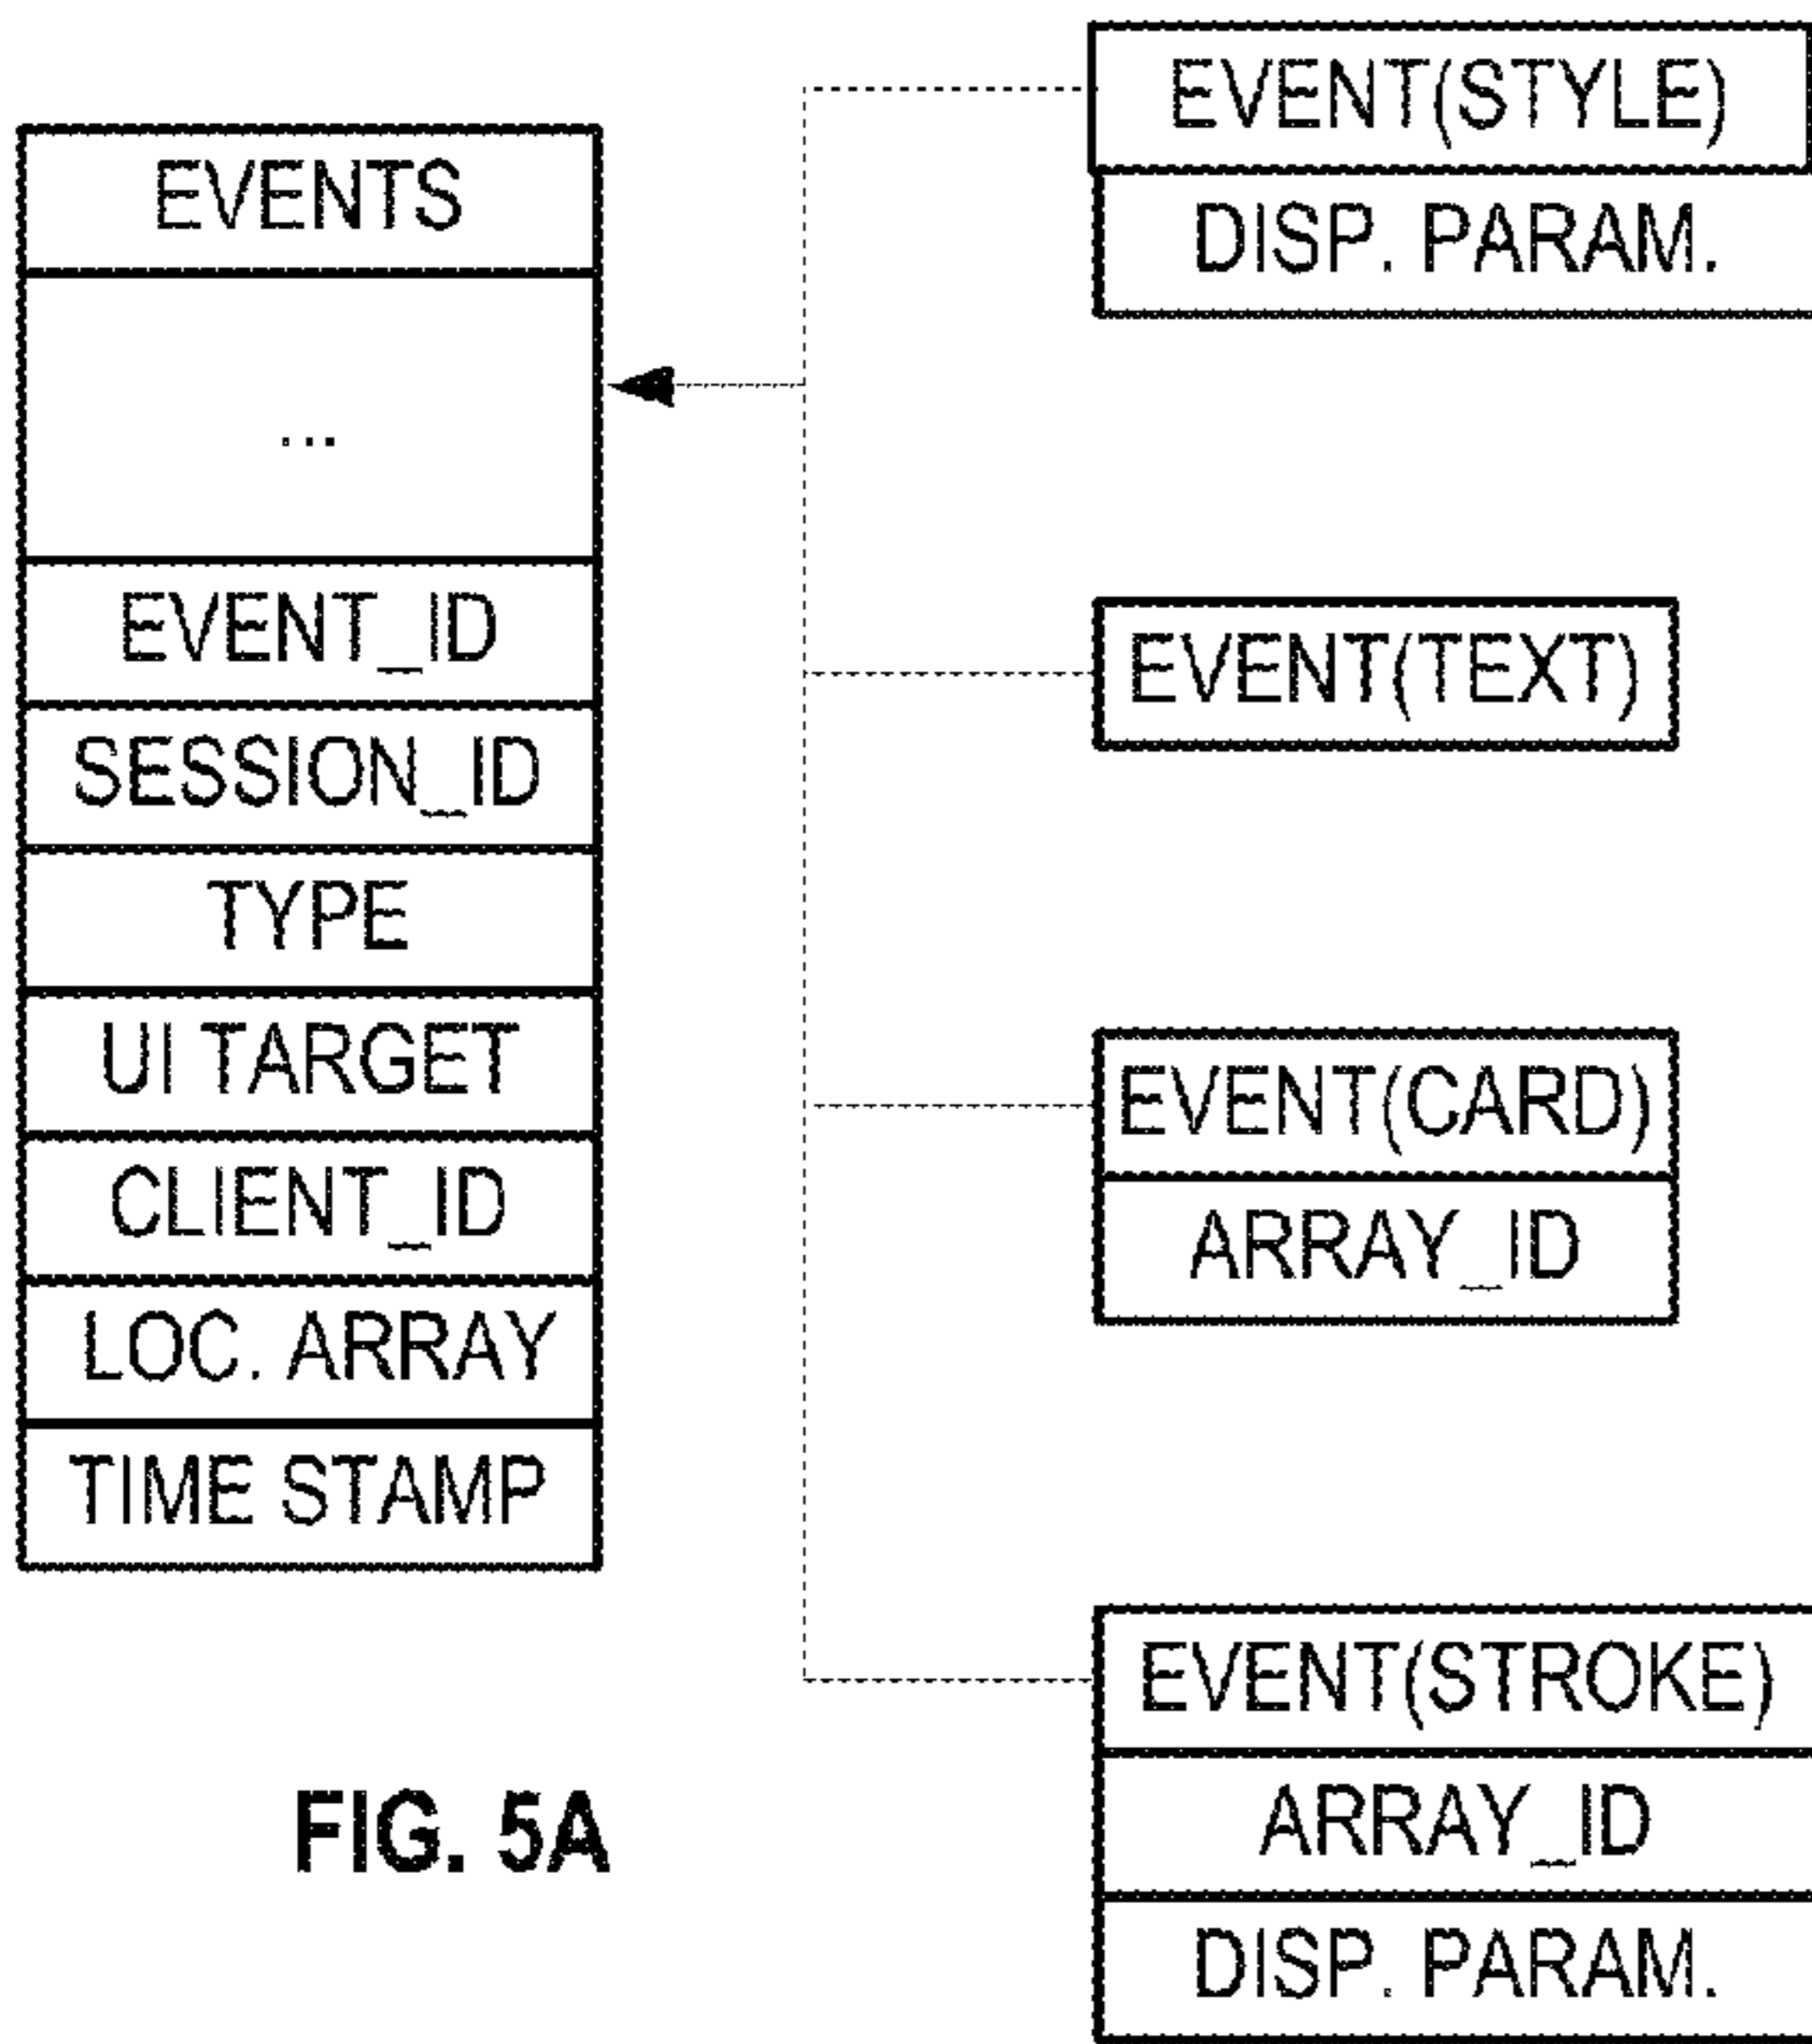 EVENTS
...
EVENT_ID
SESSION_ID
TYPE
UI TARGET
CLIENT_ID
LOC. ARRAY
TIME STAMP
EVENT(STYLE)
DISP. PARAM.
EVENT(TEXT)
EVENT(CARD)
ARRAY_ID
EVENT(STROKE)
ARRAY_ID
DISP. PARAM.
FIG. 5A